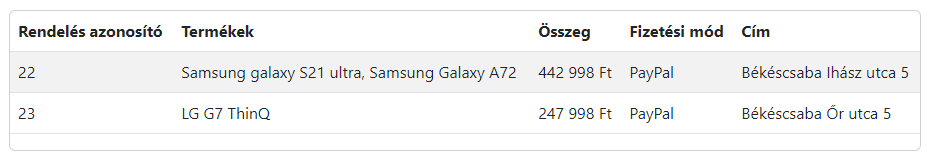 Rendelés azonosító Termékek Összeg Fizetési mód Cím
22 Samsung galaxy S21 ultra, Samsung Galaxy A72 442 998 Ft PayPal Békéscsaba Ihász utca 5
23 LG G7 ThinQ 247 998 Ft PayPal Békéscsaba Őr utca 5